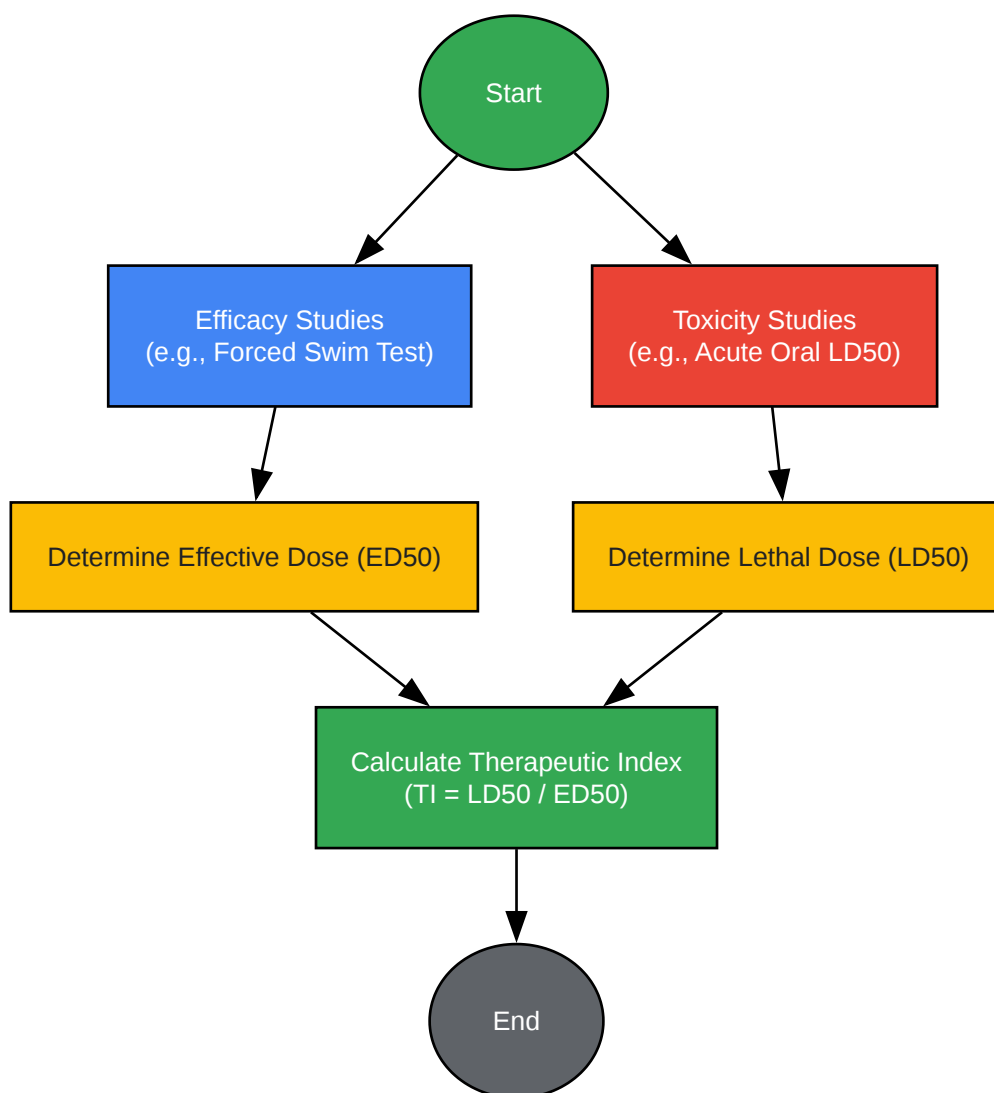 Start
Efficacy Studies
(e.g., Forced Swim Test)
Toxicity Studies
(e.g., Acute Oral LD50)
Determine Effective Dose (ED50)
Determine Lethal Dose (LD50)
Calculate Therapeutic Index
(TI = LD50 / ED50)
End